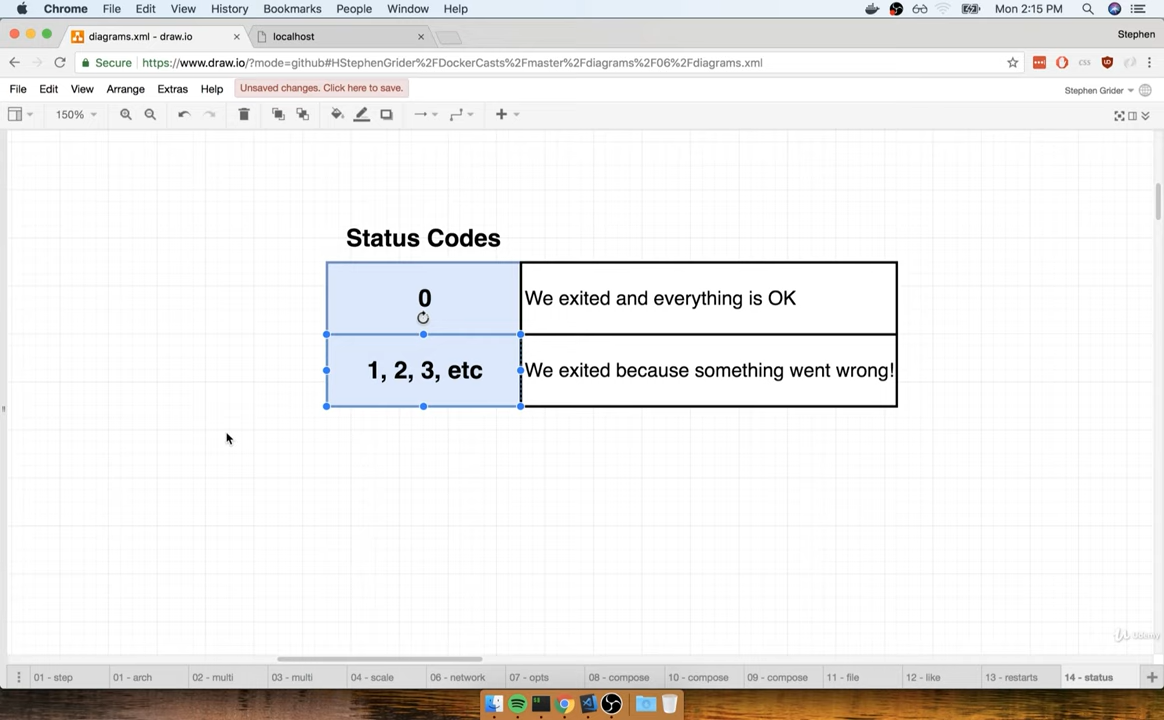 Chrome File Edit View History Bookmarks People Window Help Mon 2:15 PM
diagrams.xml - draw.io localhost Stephen
Secure https://www.draw.io/?mode=github#HStephenGrider%2FDockerCasts%2Fmaster%2Fdiagrams%2F06%2Fdiagrams.xml
File Edit View Arrange Extras Help Unsaved changes. Click here to save. Stephen Grider
150%
Status Codes
0 We exited and everything is OK
1, 2, 3, etc We exited because something went wrong!
Udemy
01 - step 01 - arch 02 - multi 03 - multi 04 - scale 06 - network 07 - opts 08 - compose 10 - compose 09 - compose 11 - file 12 - like 13 - restarts 14 - status